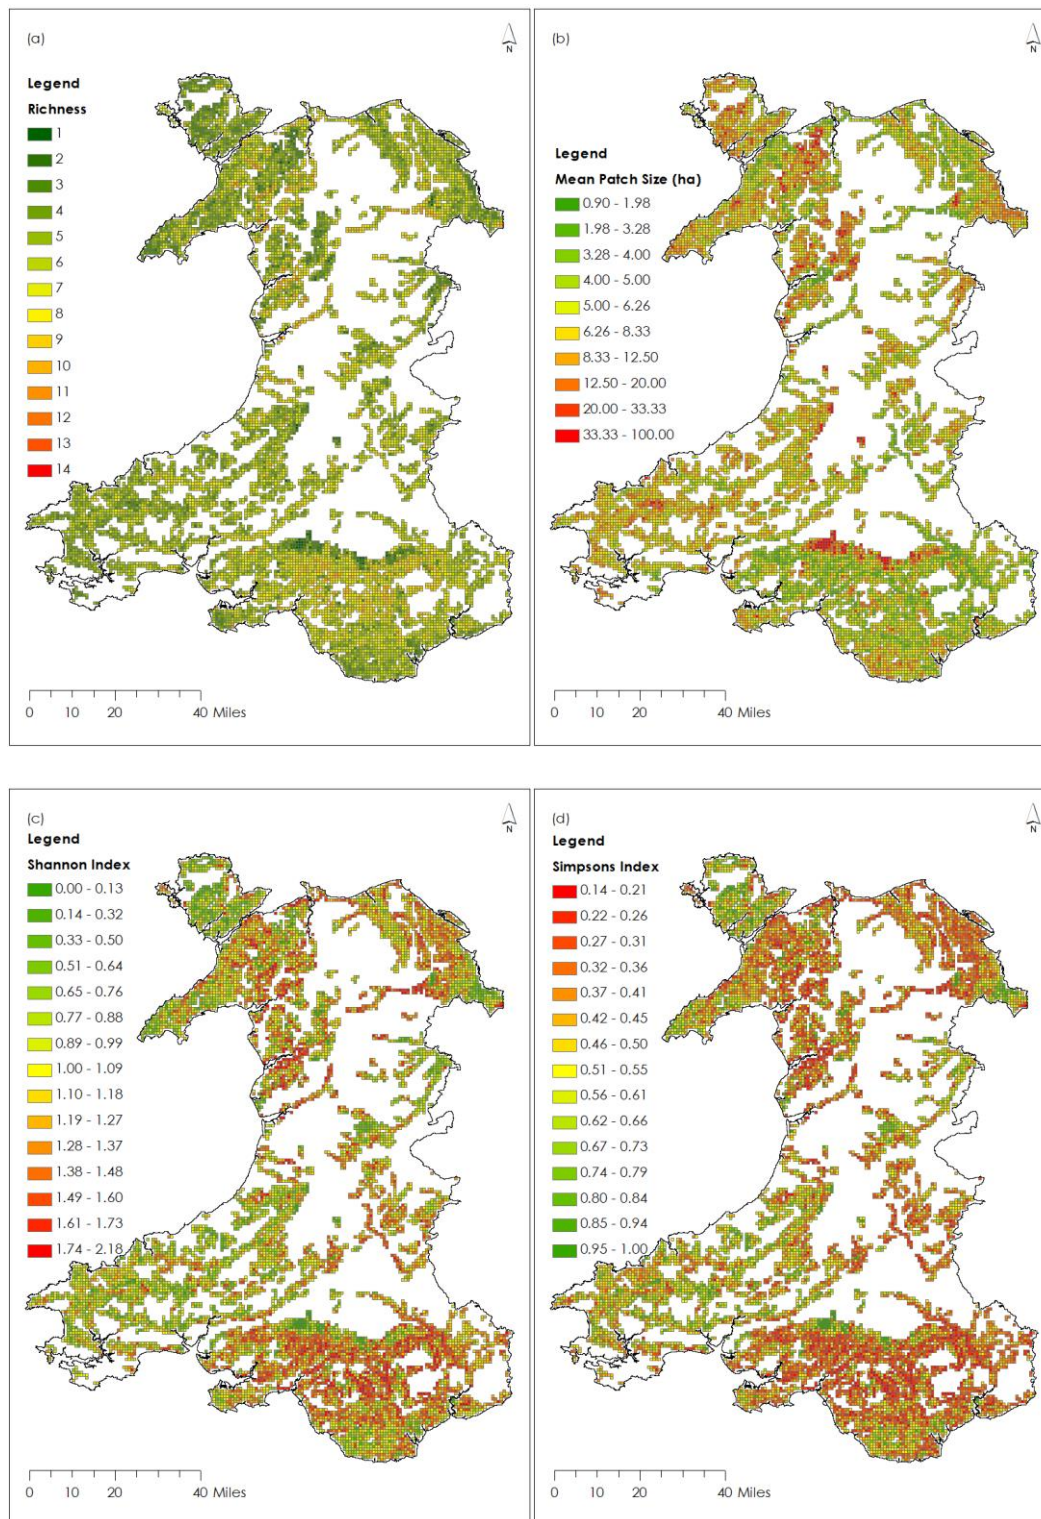 (a)
N
Legend
Richness
1
2
3
4
5
6
7
8
9
10
11
12
13
14
0 10 20 40 Miles
(b)
N
Legend
Mean Patch Size (ha)
0.90 - 1.98
1.98 - 3.28
3.28 - 4.00
4.00 - 5.00
5.00 - 6.26
6.26 - 8.33
8.33 - 12.50
12.50 - 20.00
20.00 - 33.33
33.33 - 100.00
0 10 20 40 Miles
(c)
N
Legend
Shannon Index
0.00 - 0.13
0.14 - 0.32
0.33 - 0.50
0.51 - 0.64
0.65 - 0.76
0.77 - 0.88
0.89 - 0.99
1.00 - 1.09
1.10 - 1.18
1.19 - 1.27
1.28 - 1.37
1.38 - 1.48
1.49 - 1.60
1.61 - 1.73
1.74 - 2.18
0 10 20 40 Miles
(d)
N
Legend
Simpsons Index
0.14 - 0.21
0.22 - 0.26
0.27 - 0.31
0.32 - 0.36
0.37 - 0.41
0.42 - 0.45
0.46 - 0.50
0.51 - 0.55
0.56 - 0.61
0.62 - 0.66
0.67 - 0.73
0.74 - 0.79
0.80 - 0.84
0.85 - 0.94
0.95 - 1.00
0 10 20 40 Miles